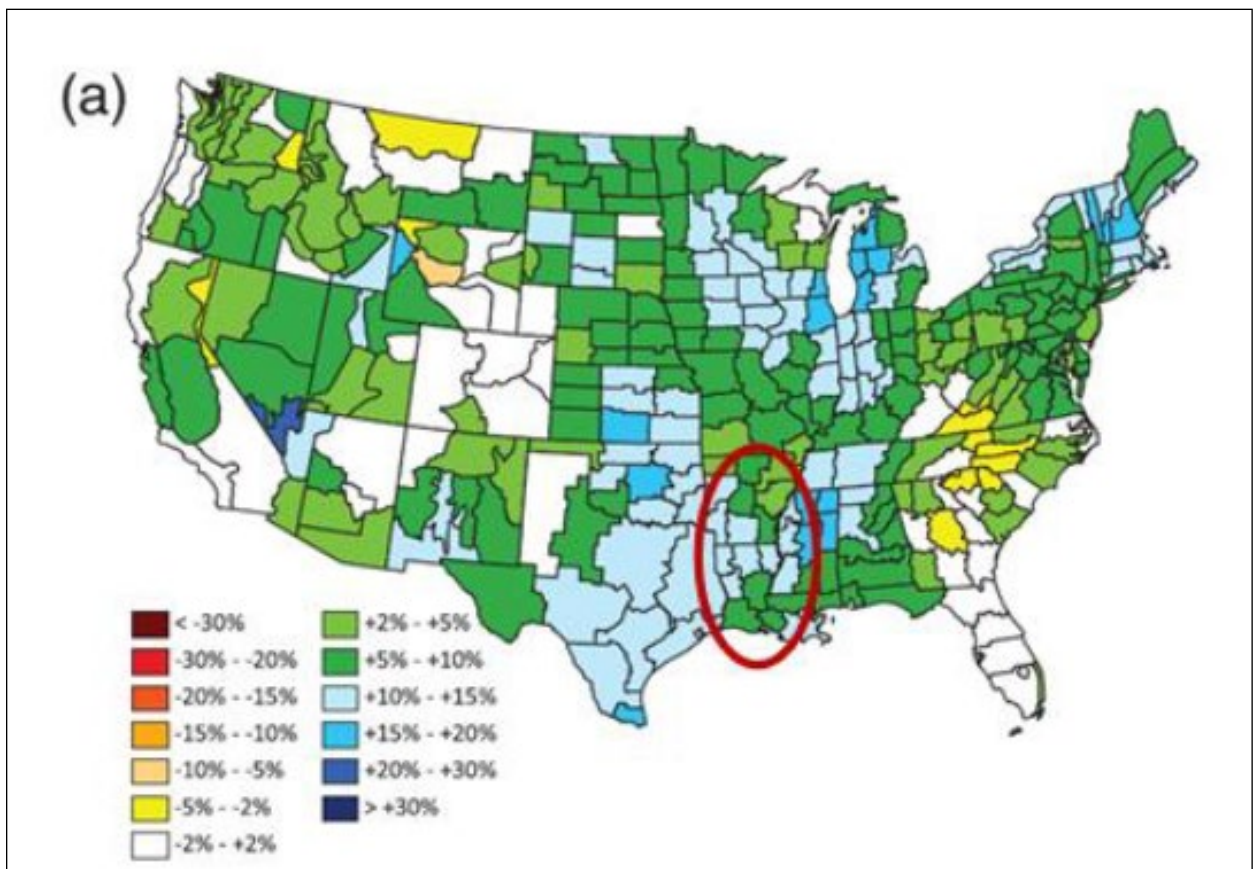 (a)
< -30%
-30% - -20%
-20% - -15%
-15% - -10%
-10% - -5%
-5% - -2%
-2% - +2%
+2% - +5%
+5% - +10%
+10% - +15%
+15% - +20%
+20% - +30%
> +30%